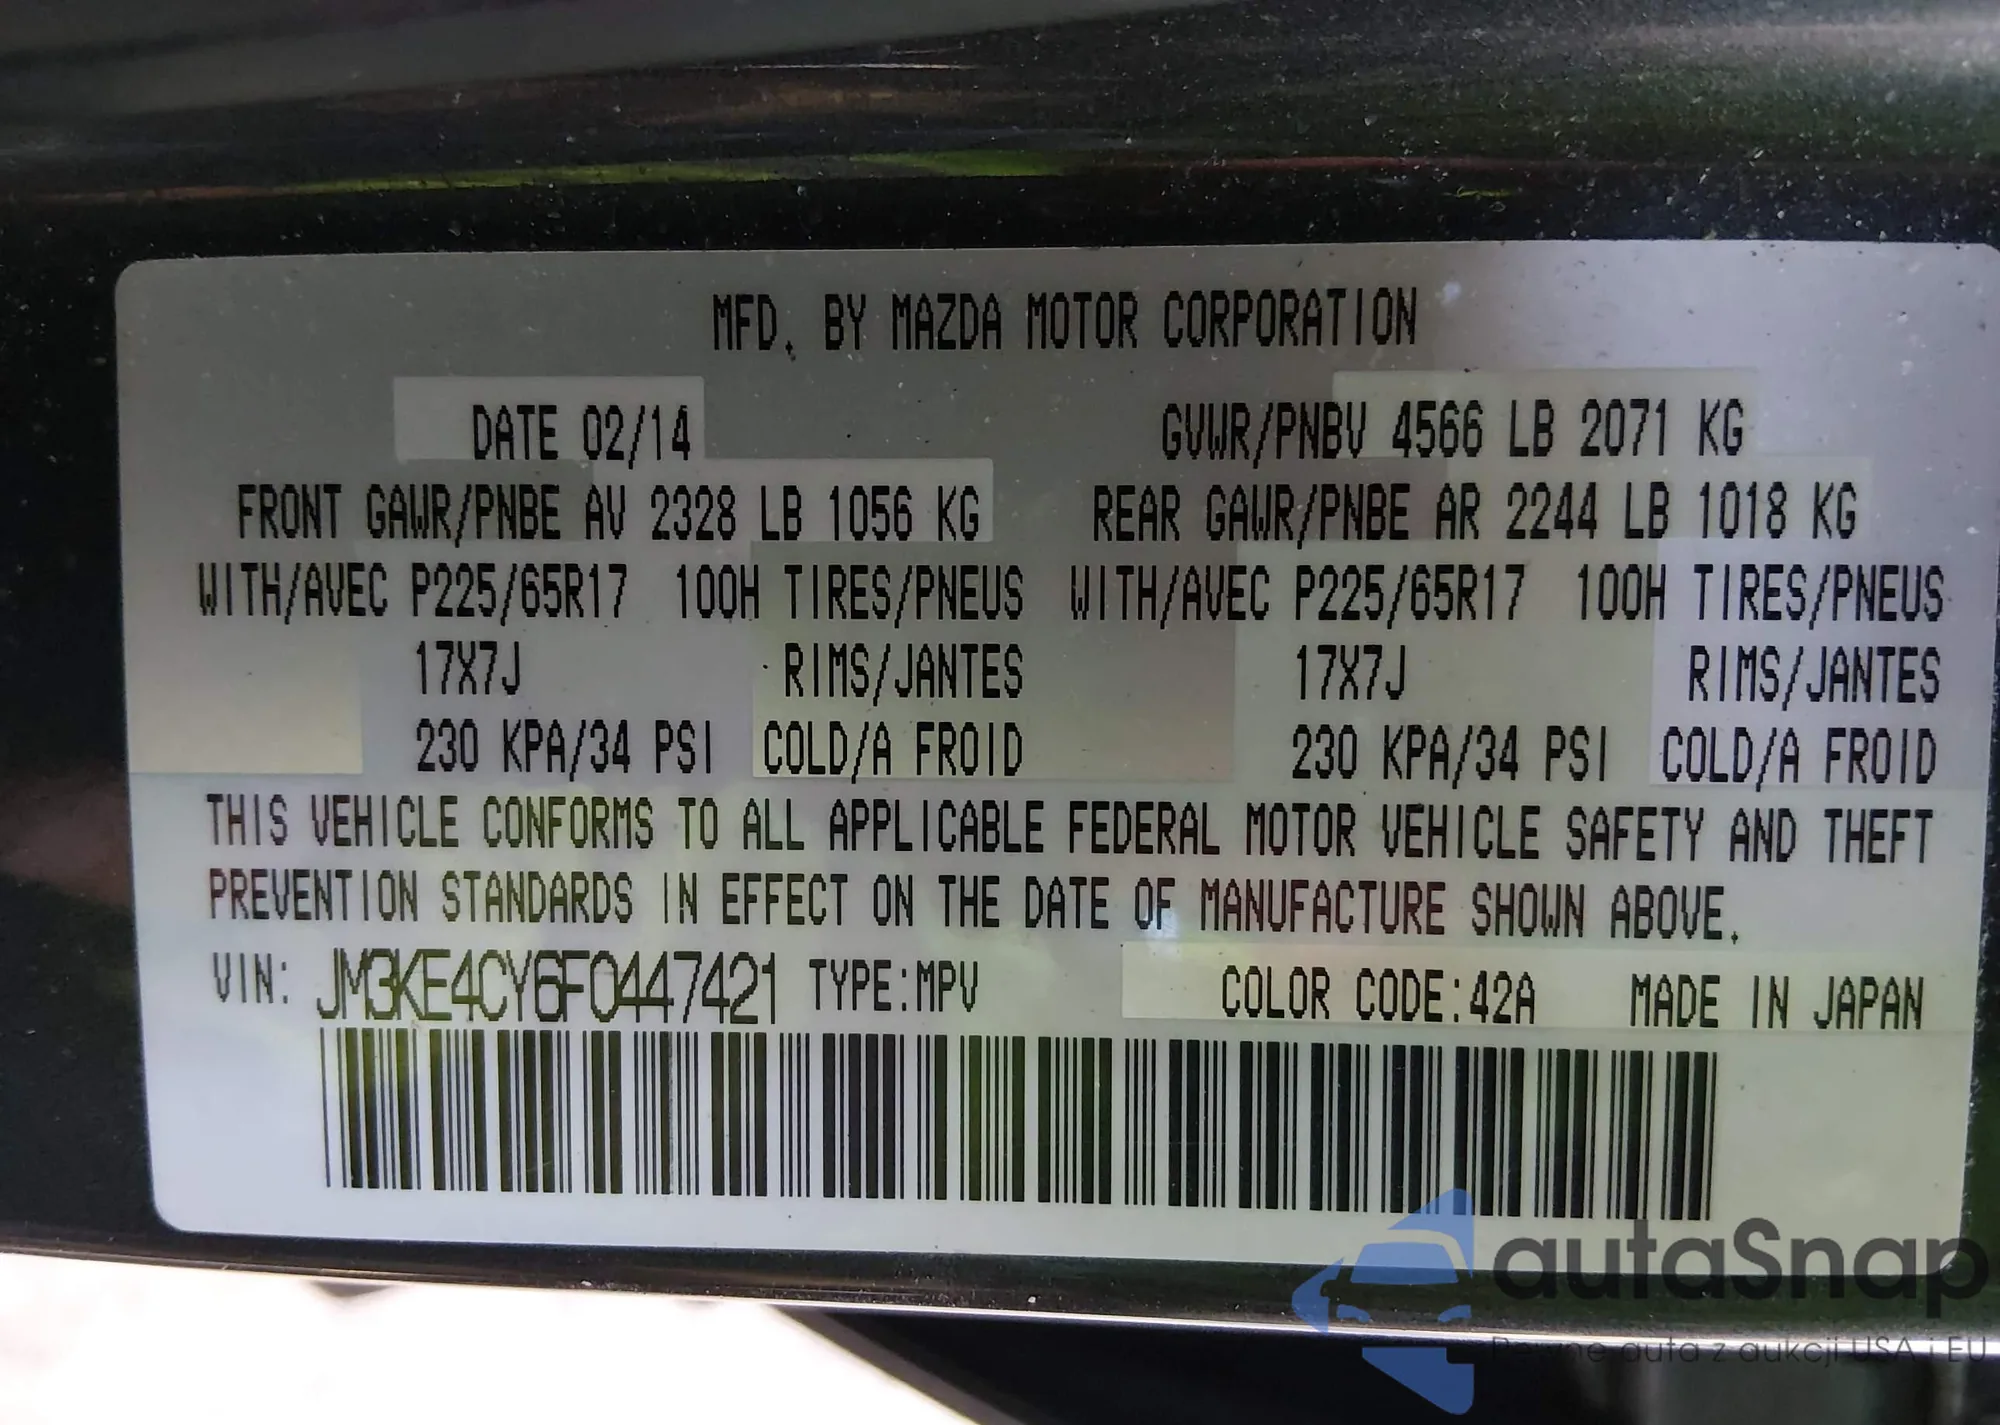 MFD. BY MAZDA MOTOR CORPORATION
DATE 02/14 GVWR/PNBV 4566 LB 2071 KG
FRONT GAWR/PNBE AV 2328 LB 1056 KG REAR GAWR/PNBE AR 2244 LB 1018 KG
WITH/AVEC P225/65R17 100H TIRES/PNEUS WITH/AVEC P225/65R17 100H TIRES/PNEUS
17X7J RIMS/JANTES 17X7J RIMS/JANTES
230 KPA/34 PSI COLD/A FROID 230 KPA/34 PSI COLD/A FROID
THIS VEHICLE CONFORMS TO ALL APPLICABLE FEDERAL MOTOR VEHICLE SAFETY AND THEFT
PREVENTION STANDARDS IN EFFECT ON THE DATE OF MANUFACTURE SHOWN ABOVE.
VIN: JM3KE4CY6F0447421 TYPE:MPV COLOR CODE:42A MADE IN JAPAN
autaSnap
Pewne auta z aukcji USA i EU